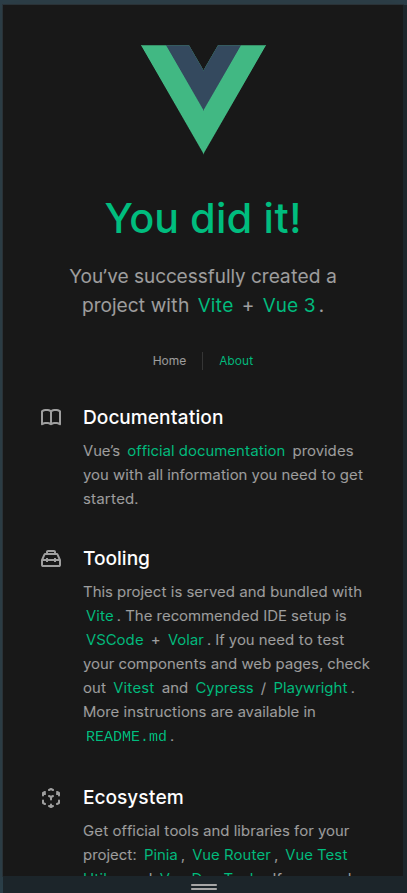 You did it!
You’ve successfully created a
project with Vite + Vue 3.
Home About
Documentation
Vue’s official documentation provides
you with all information you need to get
started.
Tooling
This project is served and bundled with
Vite. The recommended IDE setup is
VSCode + Volar. If you need to test
your components and web pages, check
out Vitest and Cypress / Playwright.
More instructions are available in
README.md.
Ecosystem
Get official tools and libraries for your
project: Pinia, Vue Router, Vue Test